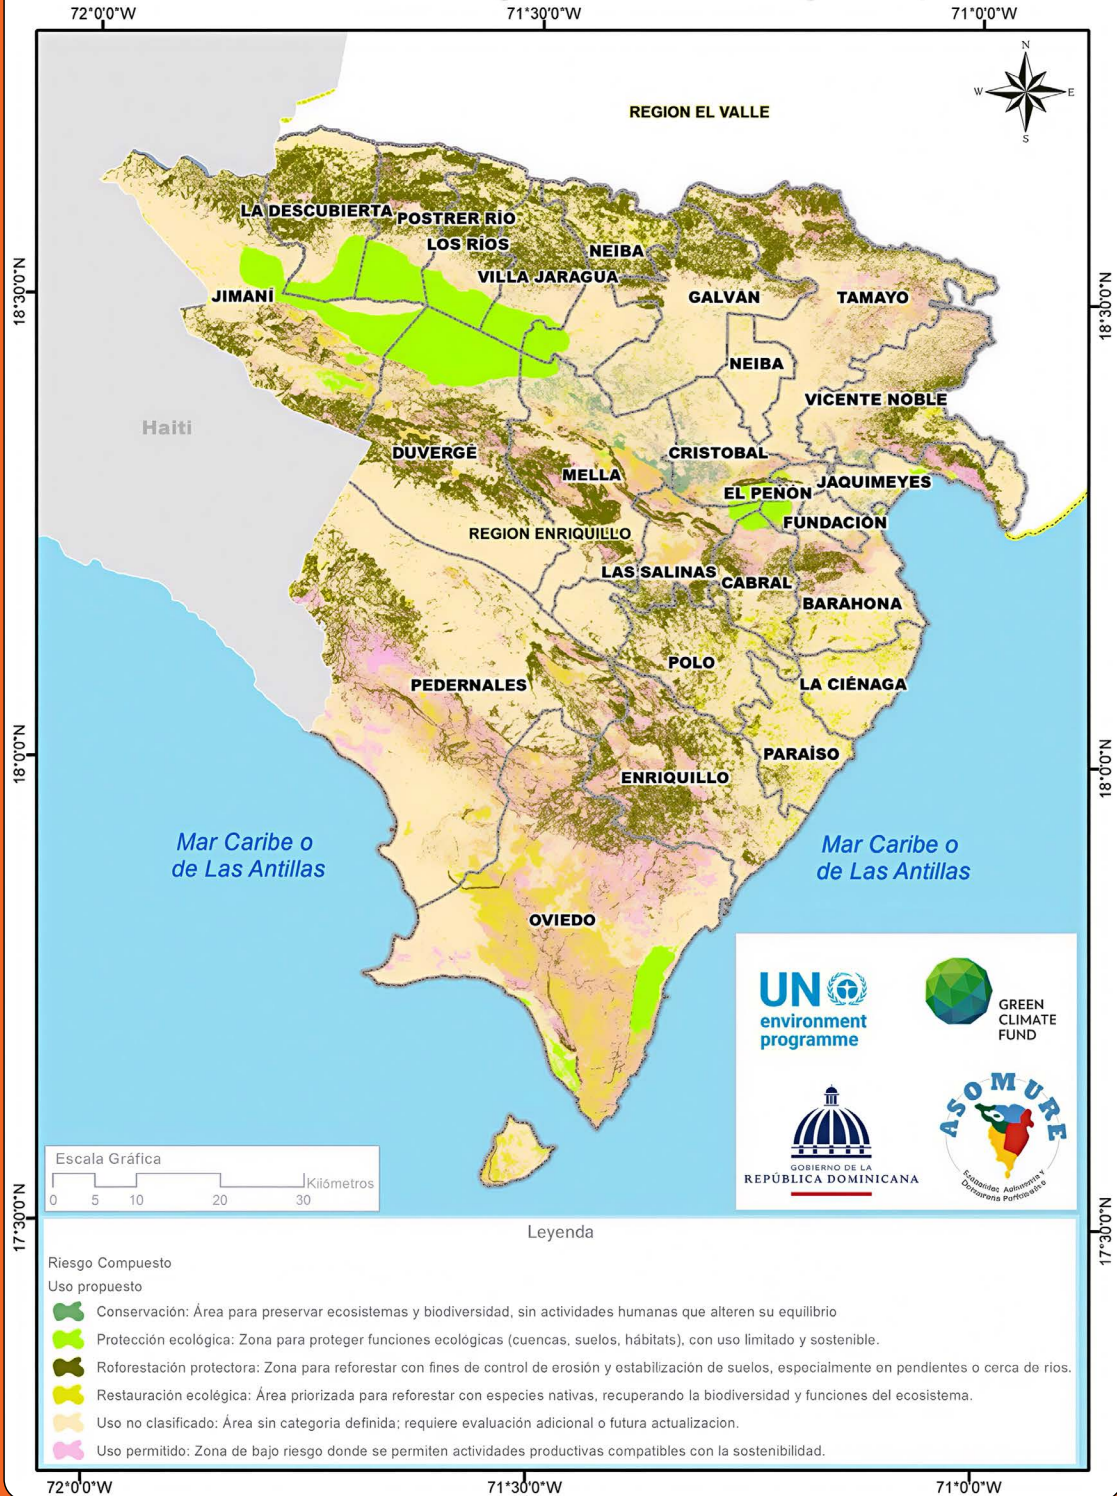 72°0'0"W
71°30'0"W
71°0'0"W
N
W
E
S
REGION EL VALLE
LA DESCUBIERTA
POSTRER RÍO
LOS RIOS
NEIBA
VILLA JARAGUA
18°30'0"N
JIMANÍ
GALVÁN
TAMAYO
18°30'0"N
NEIBA
VICENTE NOBLE
Haiti
DUVERGÉ
CRISTOBAL
MELLA
JAQUIMEYES
EL PEÑÓN
FUNDACIÓN
REGION ENRIQUILLO
LAS SALINAS
CABRAL
BARAHONA
POLO
PEDERNALES
LA CIÉNAGA
18°0'0"N
PARAÍSO
18°0'0"N
ENRIQUILLO
Mar Caribe o
de Las Antillas
Mar Caribe o
de Las Antillas
OVIEDO
UN
environment
programme
GREEN
CLIMATE
FUND
ASOMURE
GOBIERNO DE LA
REPÚBLICA DOMINICANA
Escala Gráfica
Kilómetros
0 5 10 20 30
17°30'0"N
17°30'0"N
Leyenda
Riesgo Compuesto
Uso propuesto
Conservación: Área para preservar ecosistemas y biodiversidad, sin actividades humanas que alteren su equilibrio
Protección ecológica: Zona para proteger funciones ecológicas (cuencas, suelos, hábitats), con uso limitado y sostenible.
Roforestación protectora: Zona para reforestar con fines de control de erosión y estabilización de suelos, especialmente en pendientes o cerca de rios.
Restauración ecológica: Área priorizada para reforestar con especies nativas, recuperando la biodiversidad y funciones del ecosistema.
Uso no clasificado: Área sin categoria definida; requiere evaluación adicional o futura actualizacion.
Uso permitido: Zona de bajo riesgo donde se permiten actividades productivas compatibles con la sostenibilidad.
72°0'0"W
71°30'0"W
71°0'0"W